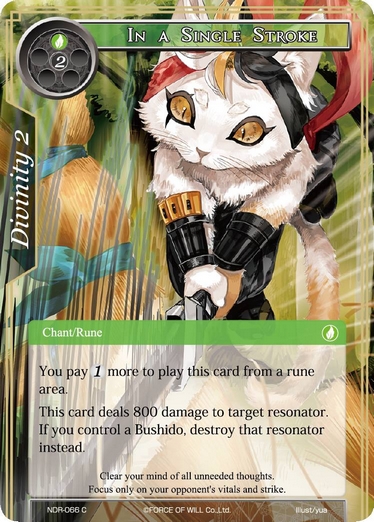 In a Single Stroke
2
Divinity 2
Chant/Rune
You pay 1 more to play this card from a rune
area.
This card deals 800 damage to target resonator.
If you control a Bushido, destroy that resonator
instead.
Clear your mind of all unneeded thoughts.
Focus only on your opponent's vitals and strike.
NDR-066 C ©FORCE OF WILL Co.,Ltd. Illust/yua